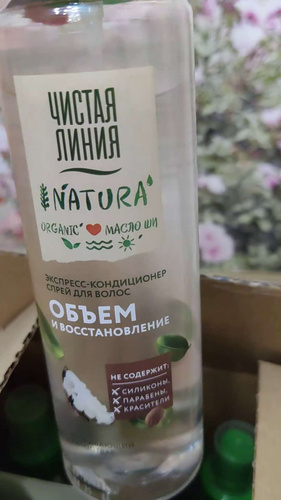 ЧИСТАЯ
ЛИНИЯ
NATURA
ORGANIC МАСЛО ШИ
ЭКСПРЕСС-КОНДИЦИОНЕР
СПРЕЙ ДЛЯ ВОЛОС
ОБЪЕМ
И ВОССТАНОВЛЕНИЕ
НЕ СОДЕРЖИТ:
СИЛИКОНЫ,
ПАРАБЕНЫ,
КРАСИТЕЛИ